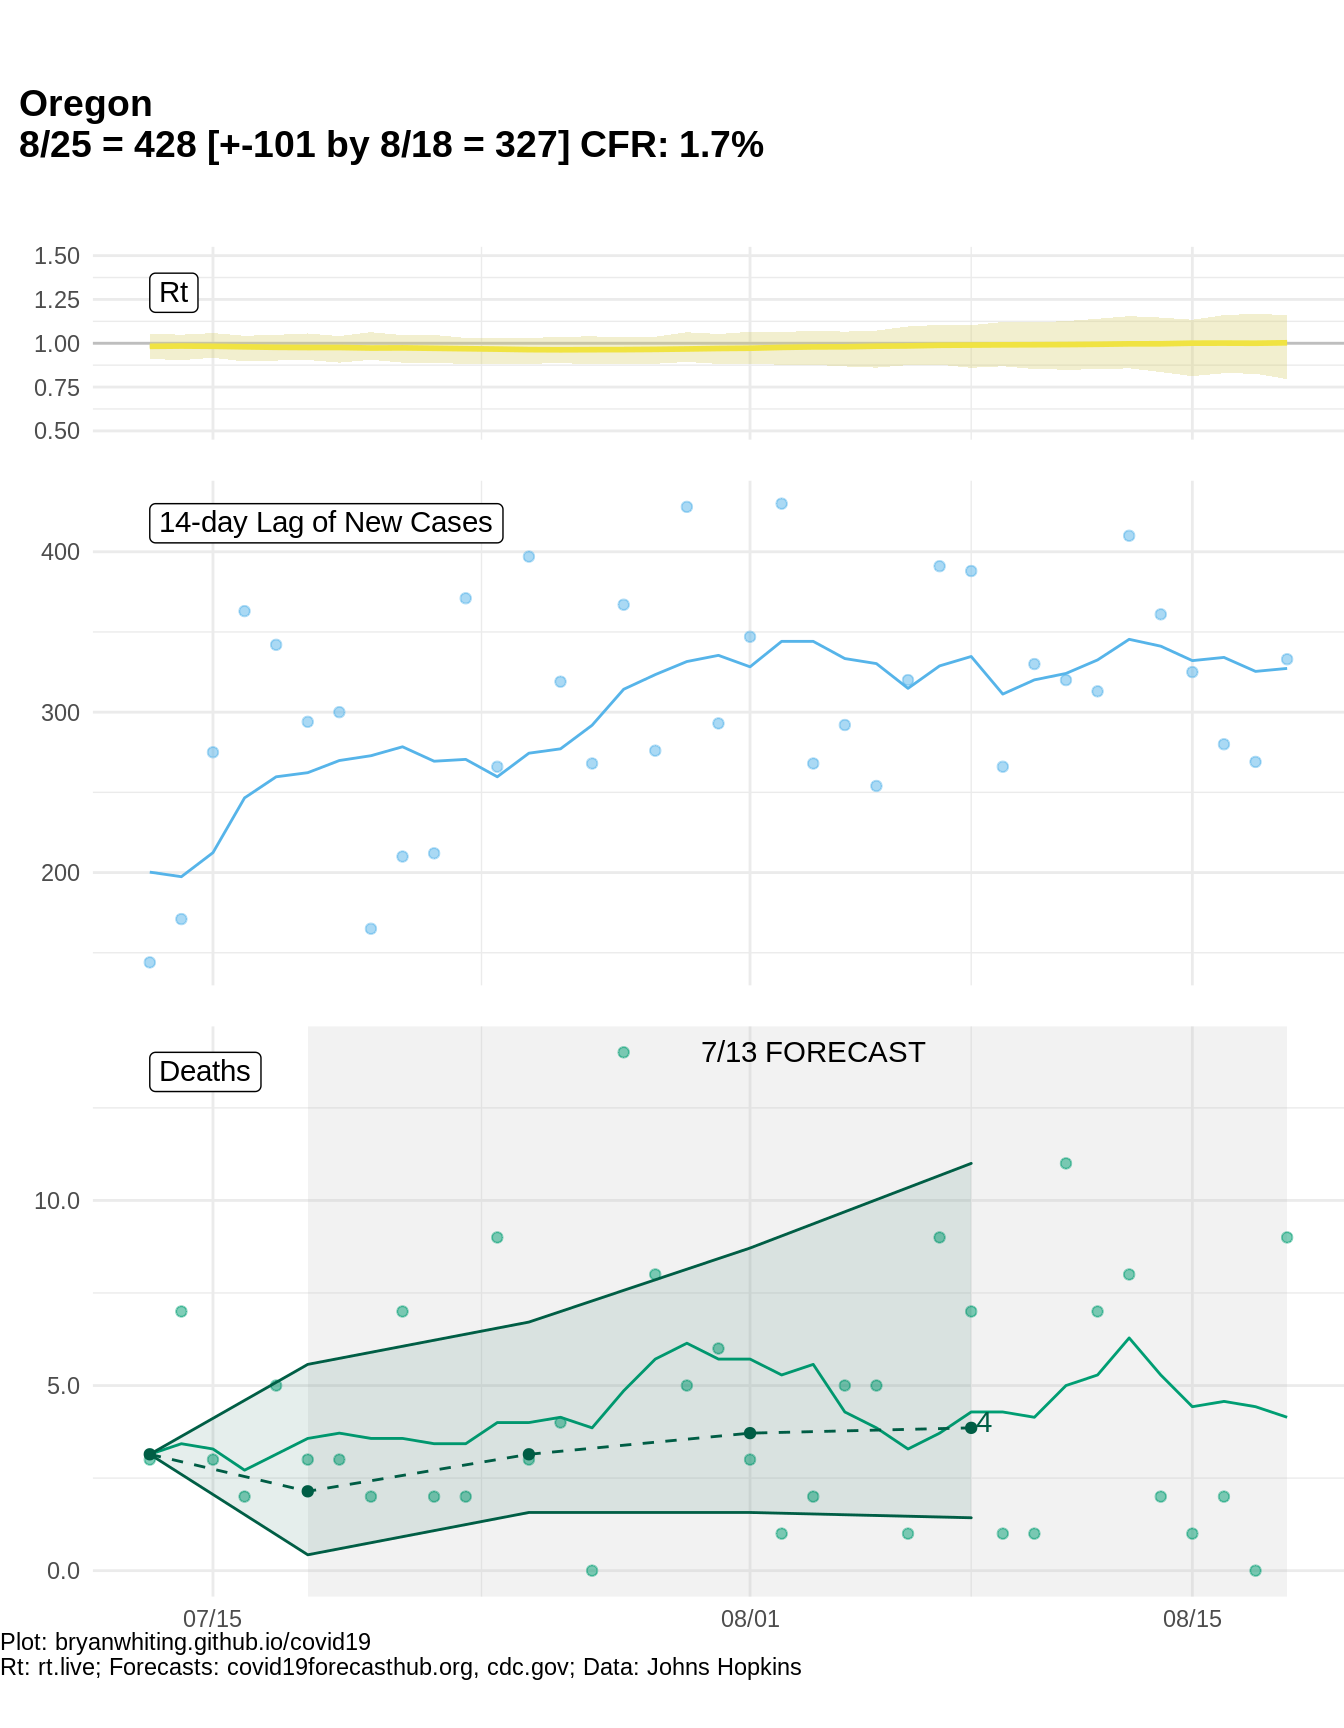 Oregon
8/25 = 428 [+-101 by 8/18 = 327] CFR: 1.7%
1.50
Rt
1.25
1.00
0.75
0.50
14-day Lag of New Cases
400
300
200
7/13 FORECAST
Deaths
10.0
5.0
4
0.0
07/15 08/01 08/15
Plot: bryanwhiting.github.io/covid19
Rt: rt.live; Forecasts: covid19forecasthub.org, cdc.gov; Data: Johns Hopkins